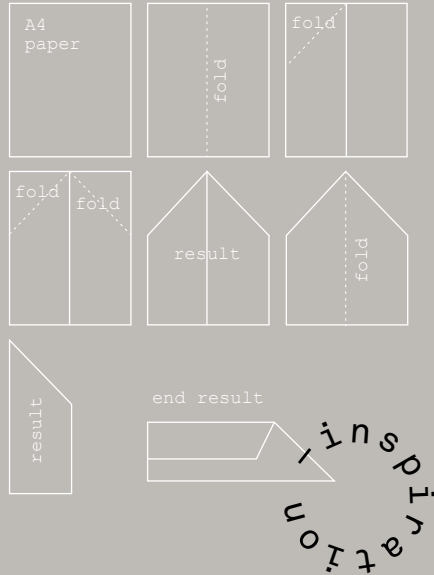 A4
paper
fold
fold
fold
fold
result
fold
result
end result
-inspiration